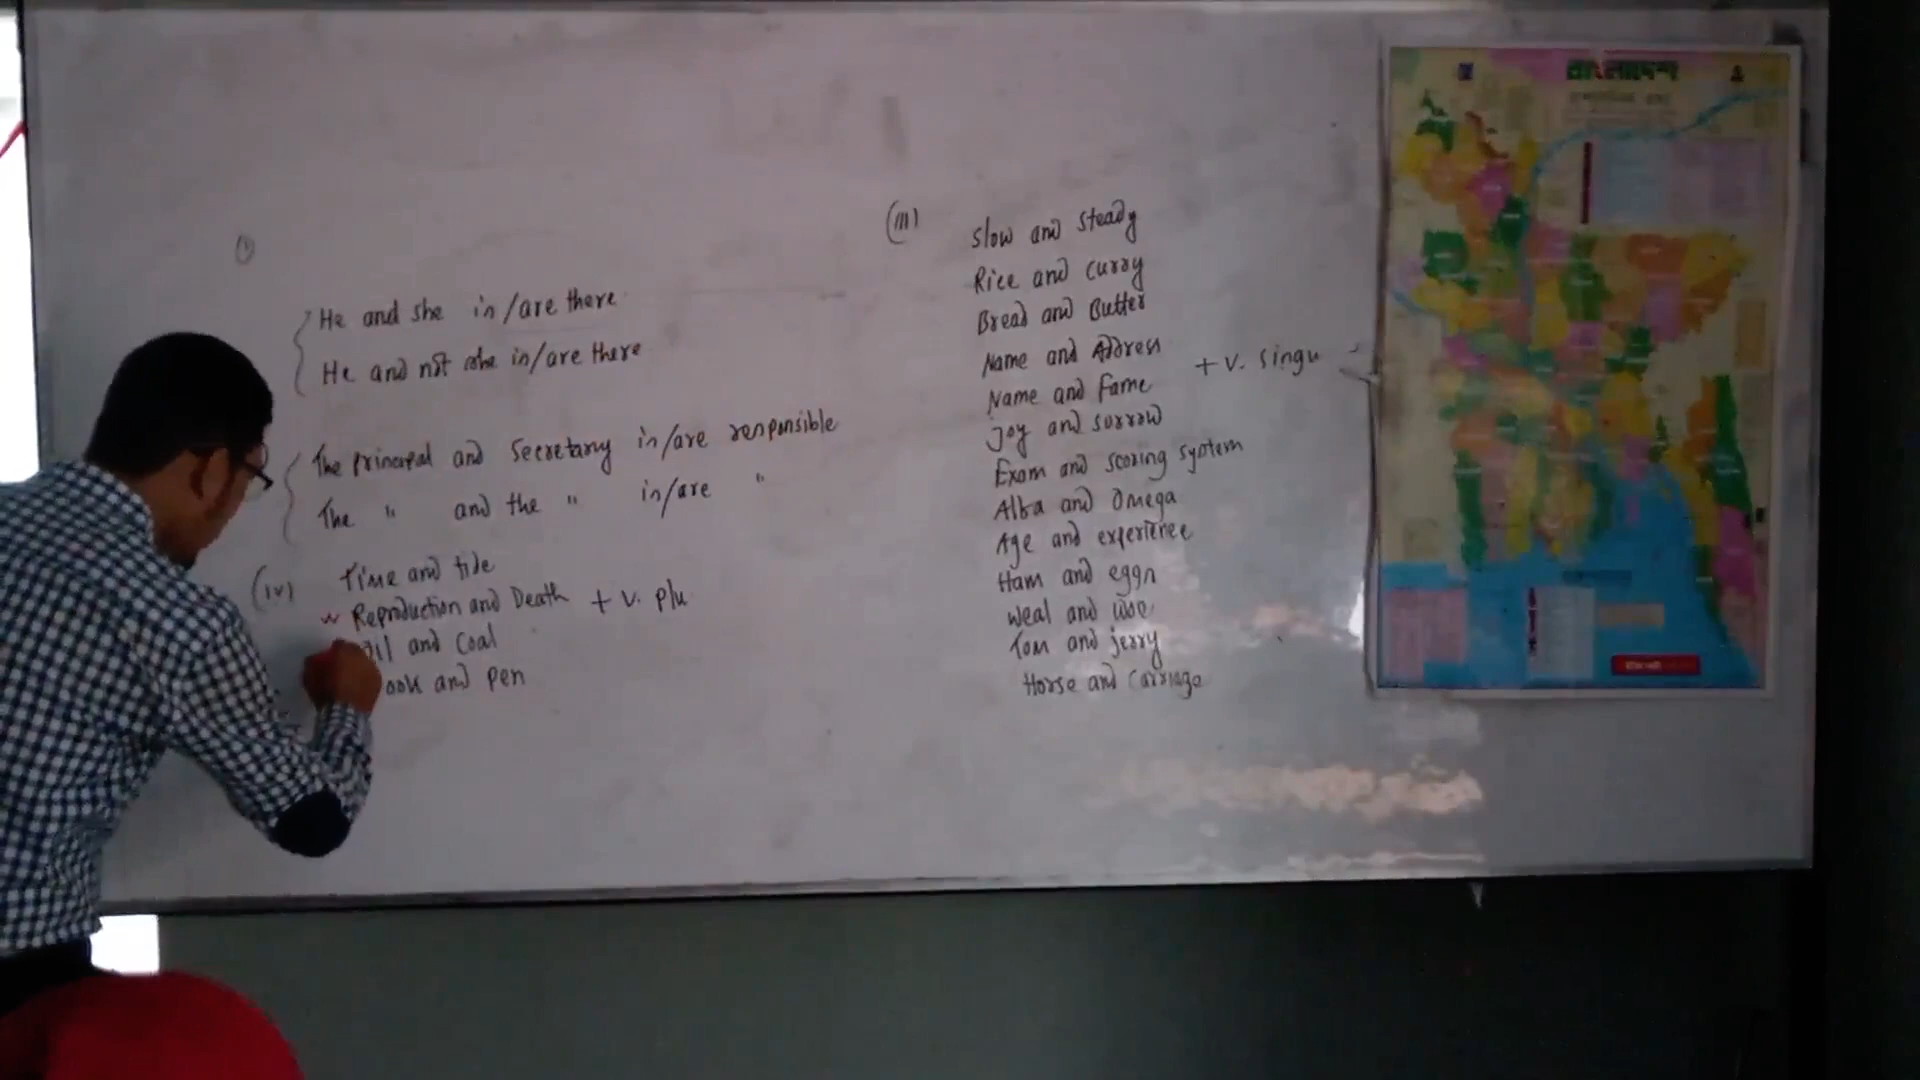 (I)
He and she is/are there
He and not she is/are there
The principal and Secretary is/are responsible
The " and the " is/are "
(IV) Time and tide
Reproduction and Death + v. plu
oil and Coal
ook and pen
(III) Slow and steady
Rice and curry
Bread and Butter
Name and Address + v. singu
Name and Fame
Joy and sorrow
Exam and scoring system
Alfa and Omega
Age and experience
Ham and eggs
Weal and woe
Tom and jerry
Horse and Carriage
বাংলাদেশ